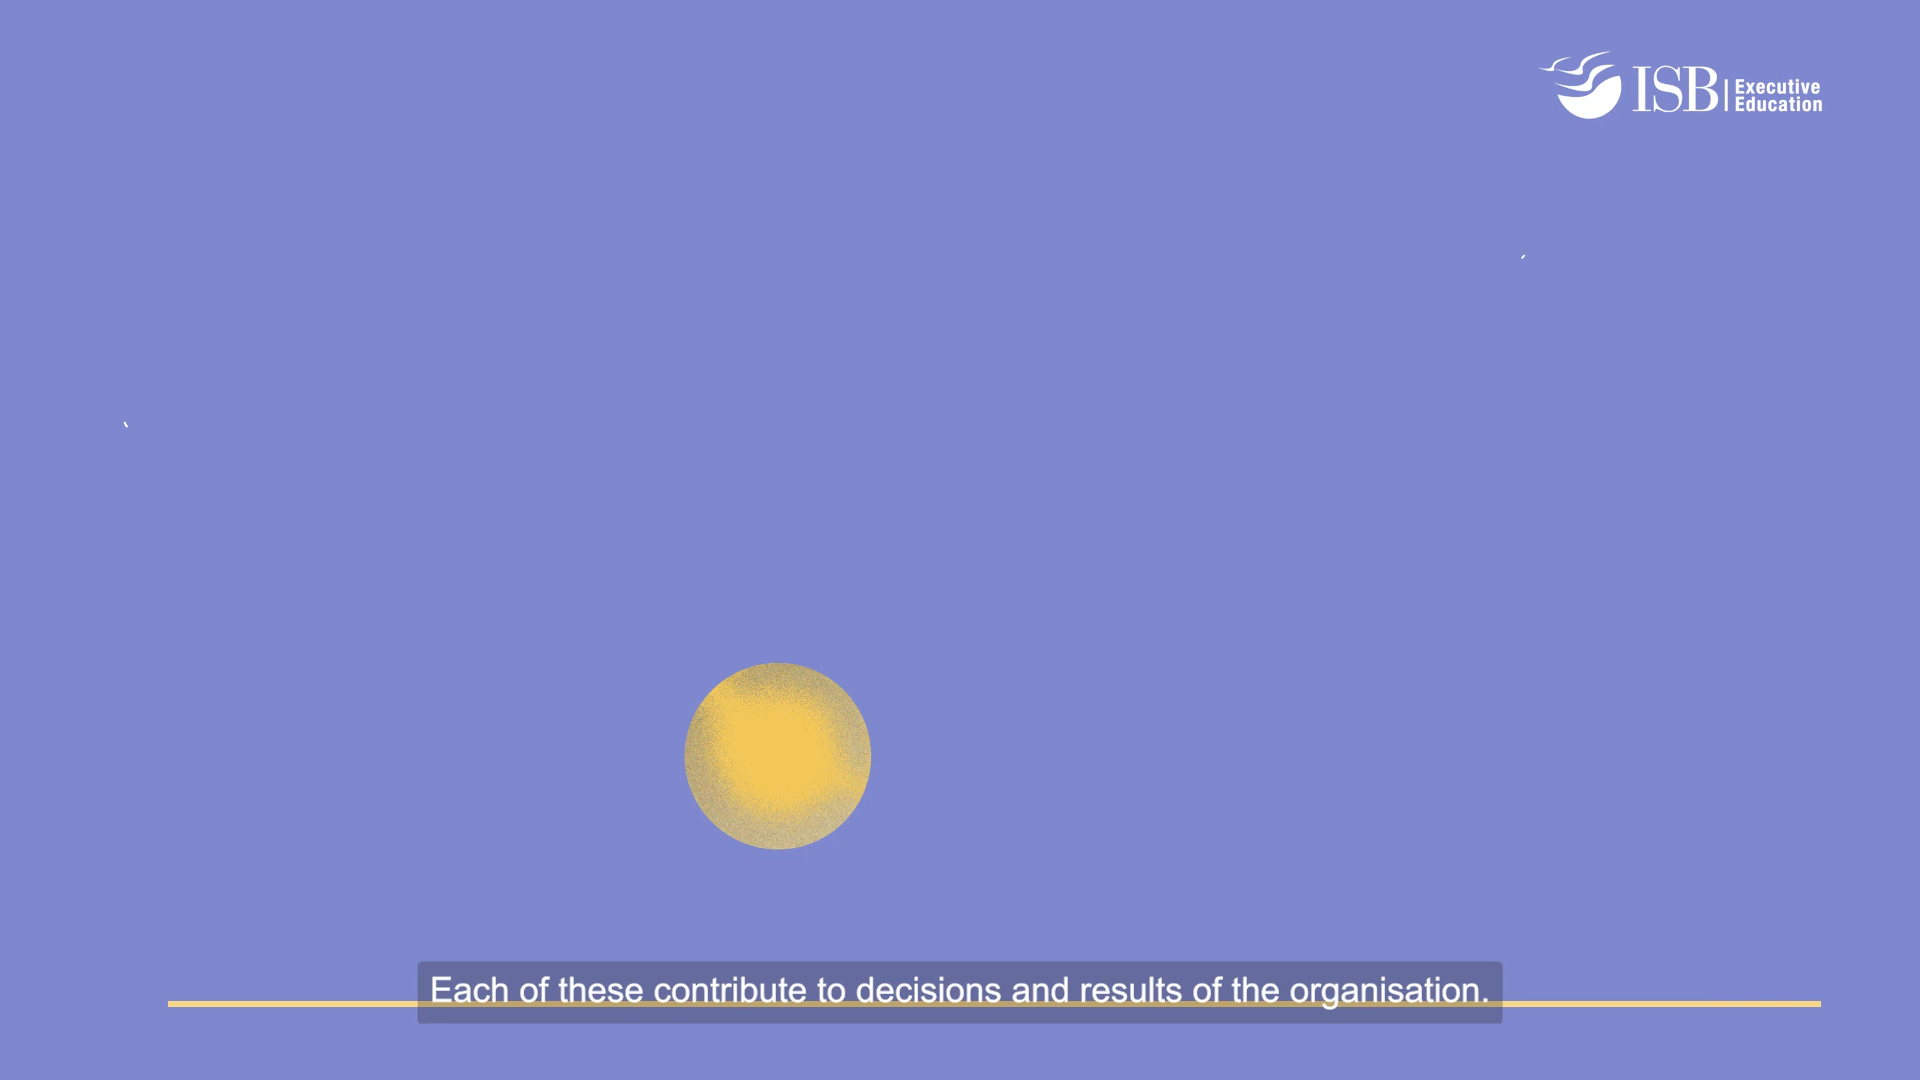 ISB
Executive
Education
Each of these contribute to decisions and results of the organisation.